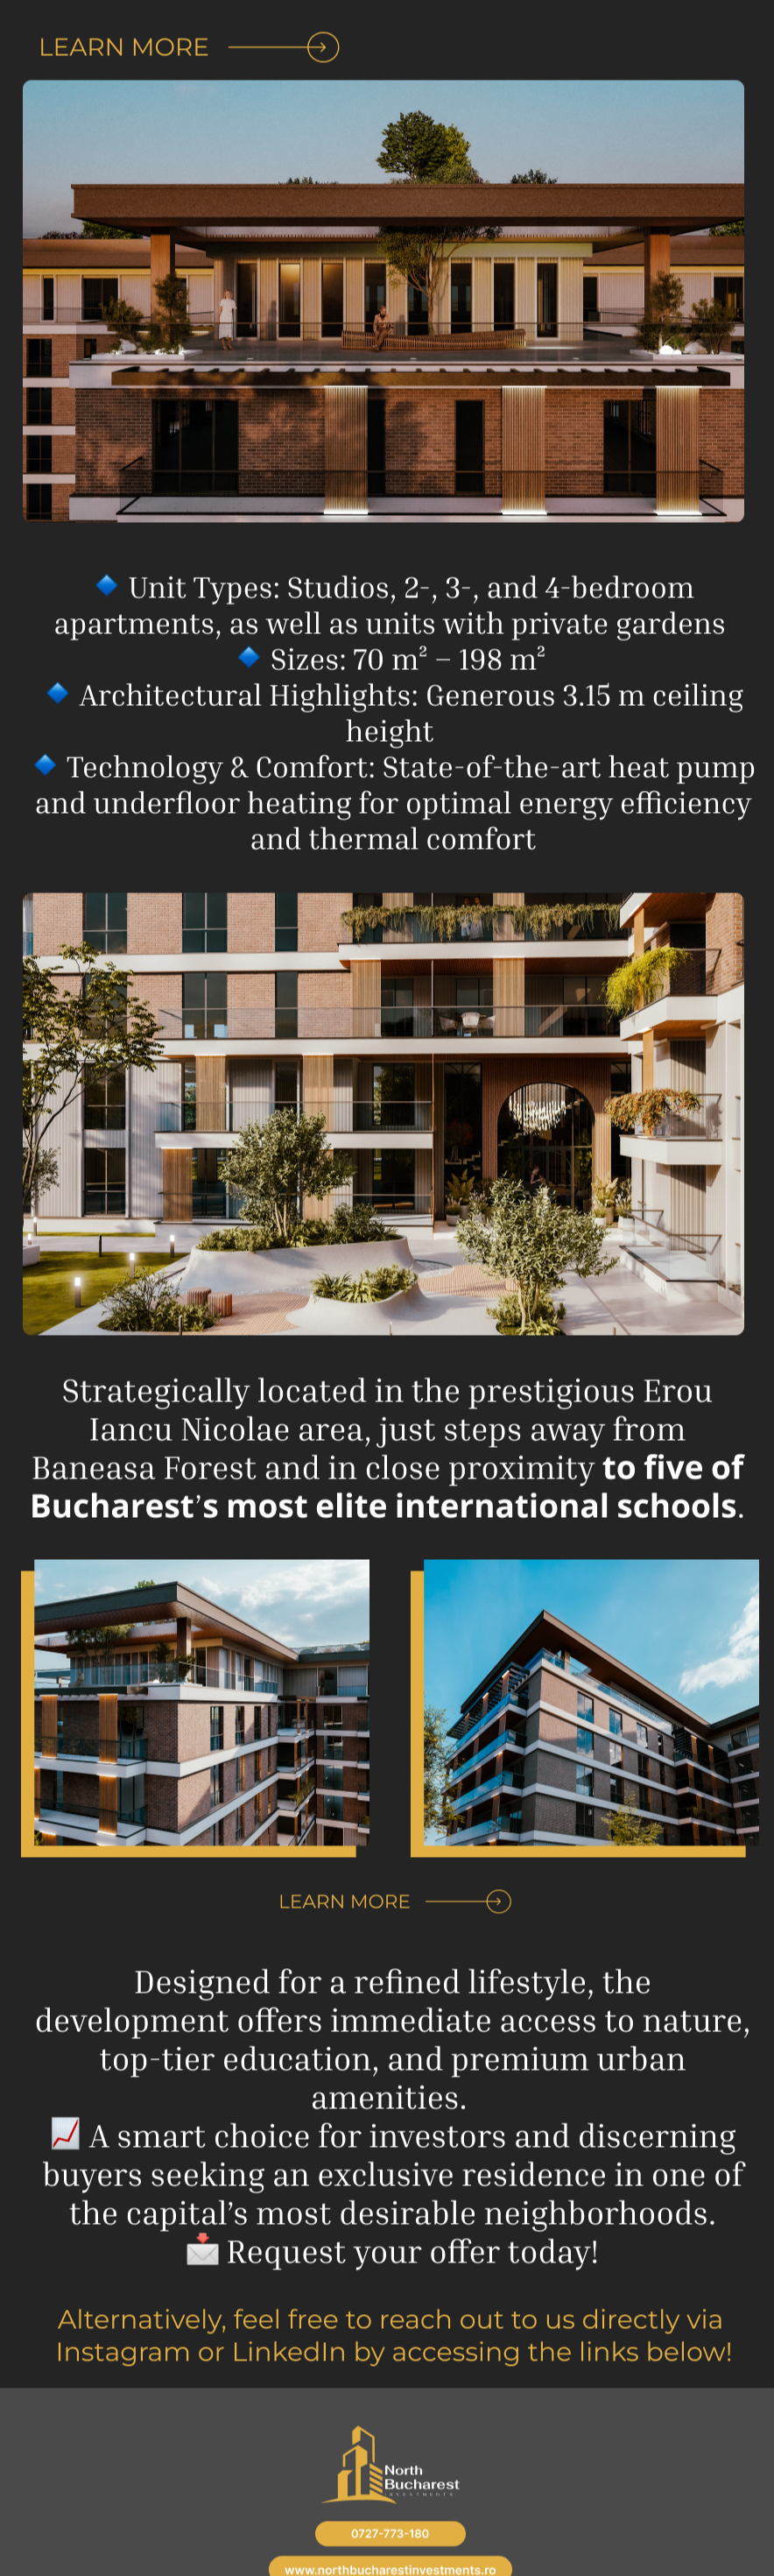 LEARN MORE
🔹 Unit Types: Studios, 2-, 3-, and 4-bedroom
apartments, as well as units with private gardens
🔹 Sizes: 70 m² – 198 m²
🔹 Architectural Highlights: Generous 3.15 m ceiling
height
🔹 Technology & Comfort: State-of-the-art heat pump
and underfloor heating for optimal energy efficiency
and thermal comfort
Strategically located in the prestigious Erou
Iancu Nicolae area, just steps away from
Baneasa Forest and in close proximity to five of
Bucharest’s most elite international schools.
LEARN MORE
Designed for a refined lifestyle, the
development offers immediate access to nature,
top-tier education, and premium urban
amenities.
📈 A smart choice for investors and discerning
buyers seeking an exclusive residence in one of
the capital’s most desirable neighborhoods.
📩 Request your offer today!
Alternatively, feel free to reach out to us directly via
Instagram or LinkedIn by accessing the links below!
North
Bucharest
INVESTMENTS
0727-773-180
www.northbucharestinvestments.ro